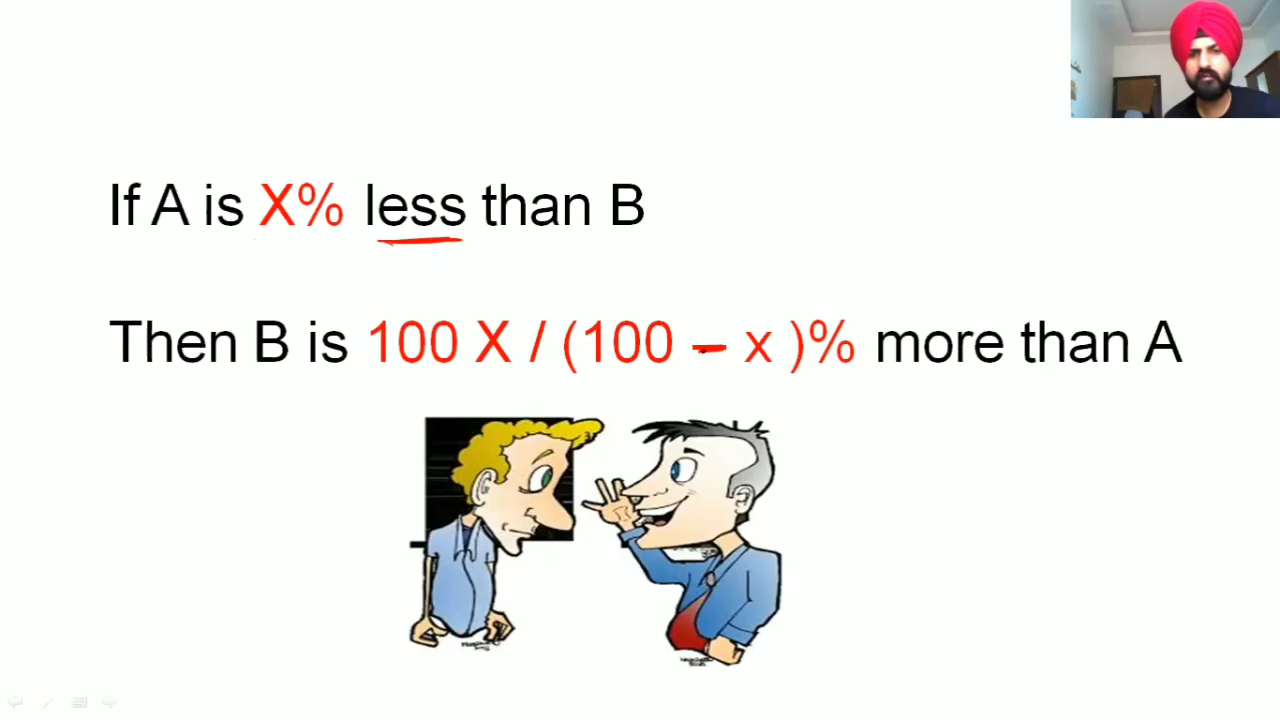 If A is X% less than B
Then B is 100 X / (100 – x )% more than A